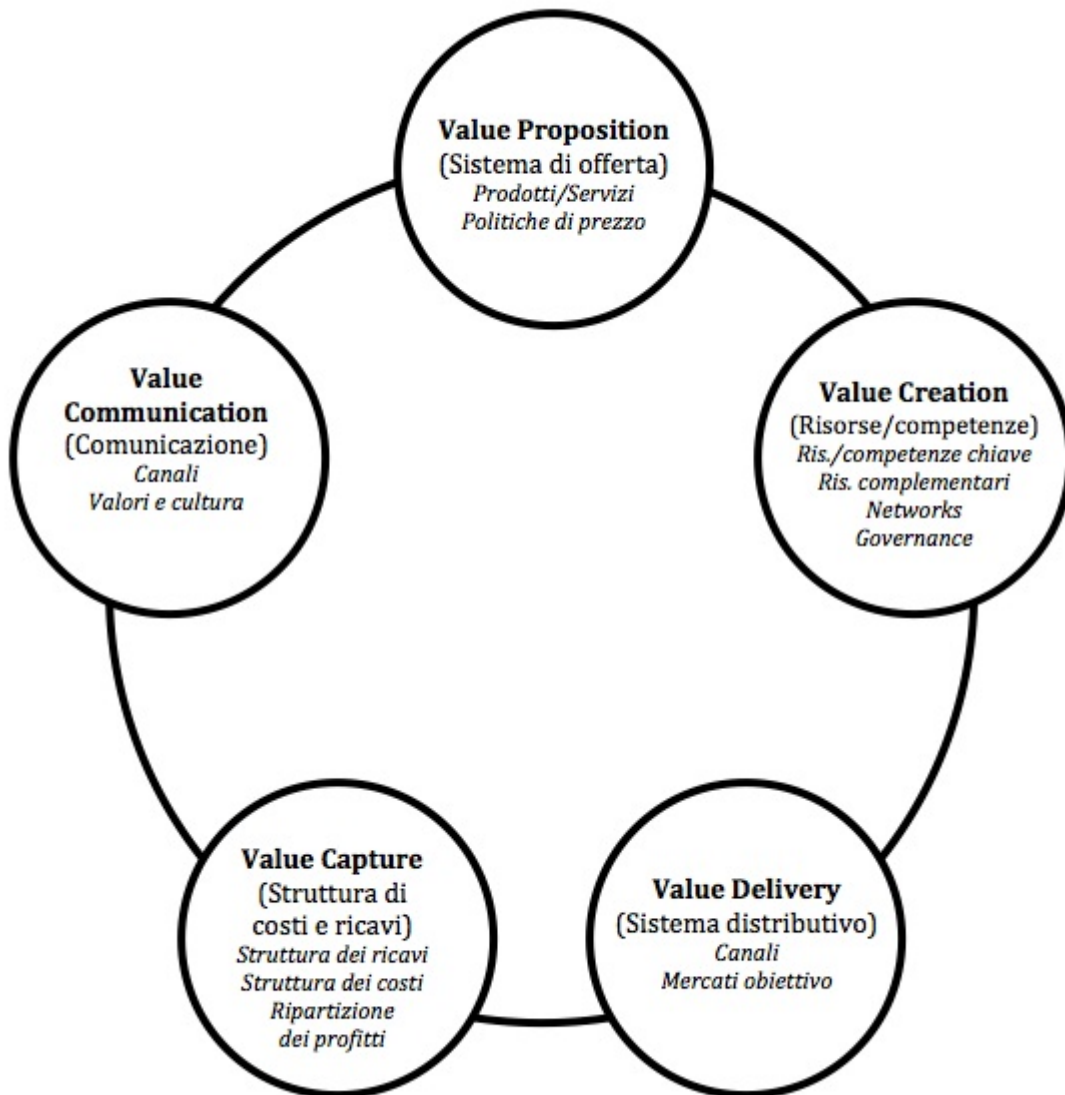 Value Proposition
(Sistema di offerta)
Prodotti/Servizi
Politiche di prezzo
Value Creation
(Risorse/competenze)
Ris./competenze chiave
Ris. complementari
Networks
Governance
Value Delivery
(Sistema distributivo)
Canali
Mercati obiettivo
Value Capture
(Struttura di
costi e ricavi)
Struttura dei ricavi
Struttura dei costi
Ripartizione
dei profitti
Value
Communication
(Comunicazione)
Canali
Valori e cultura